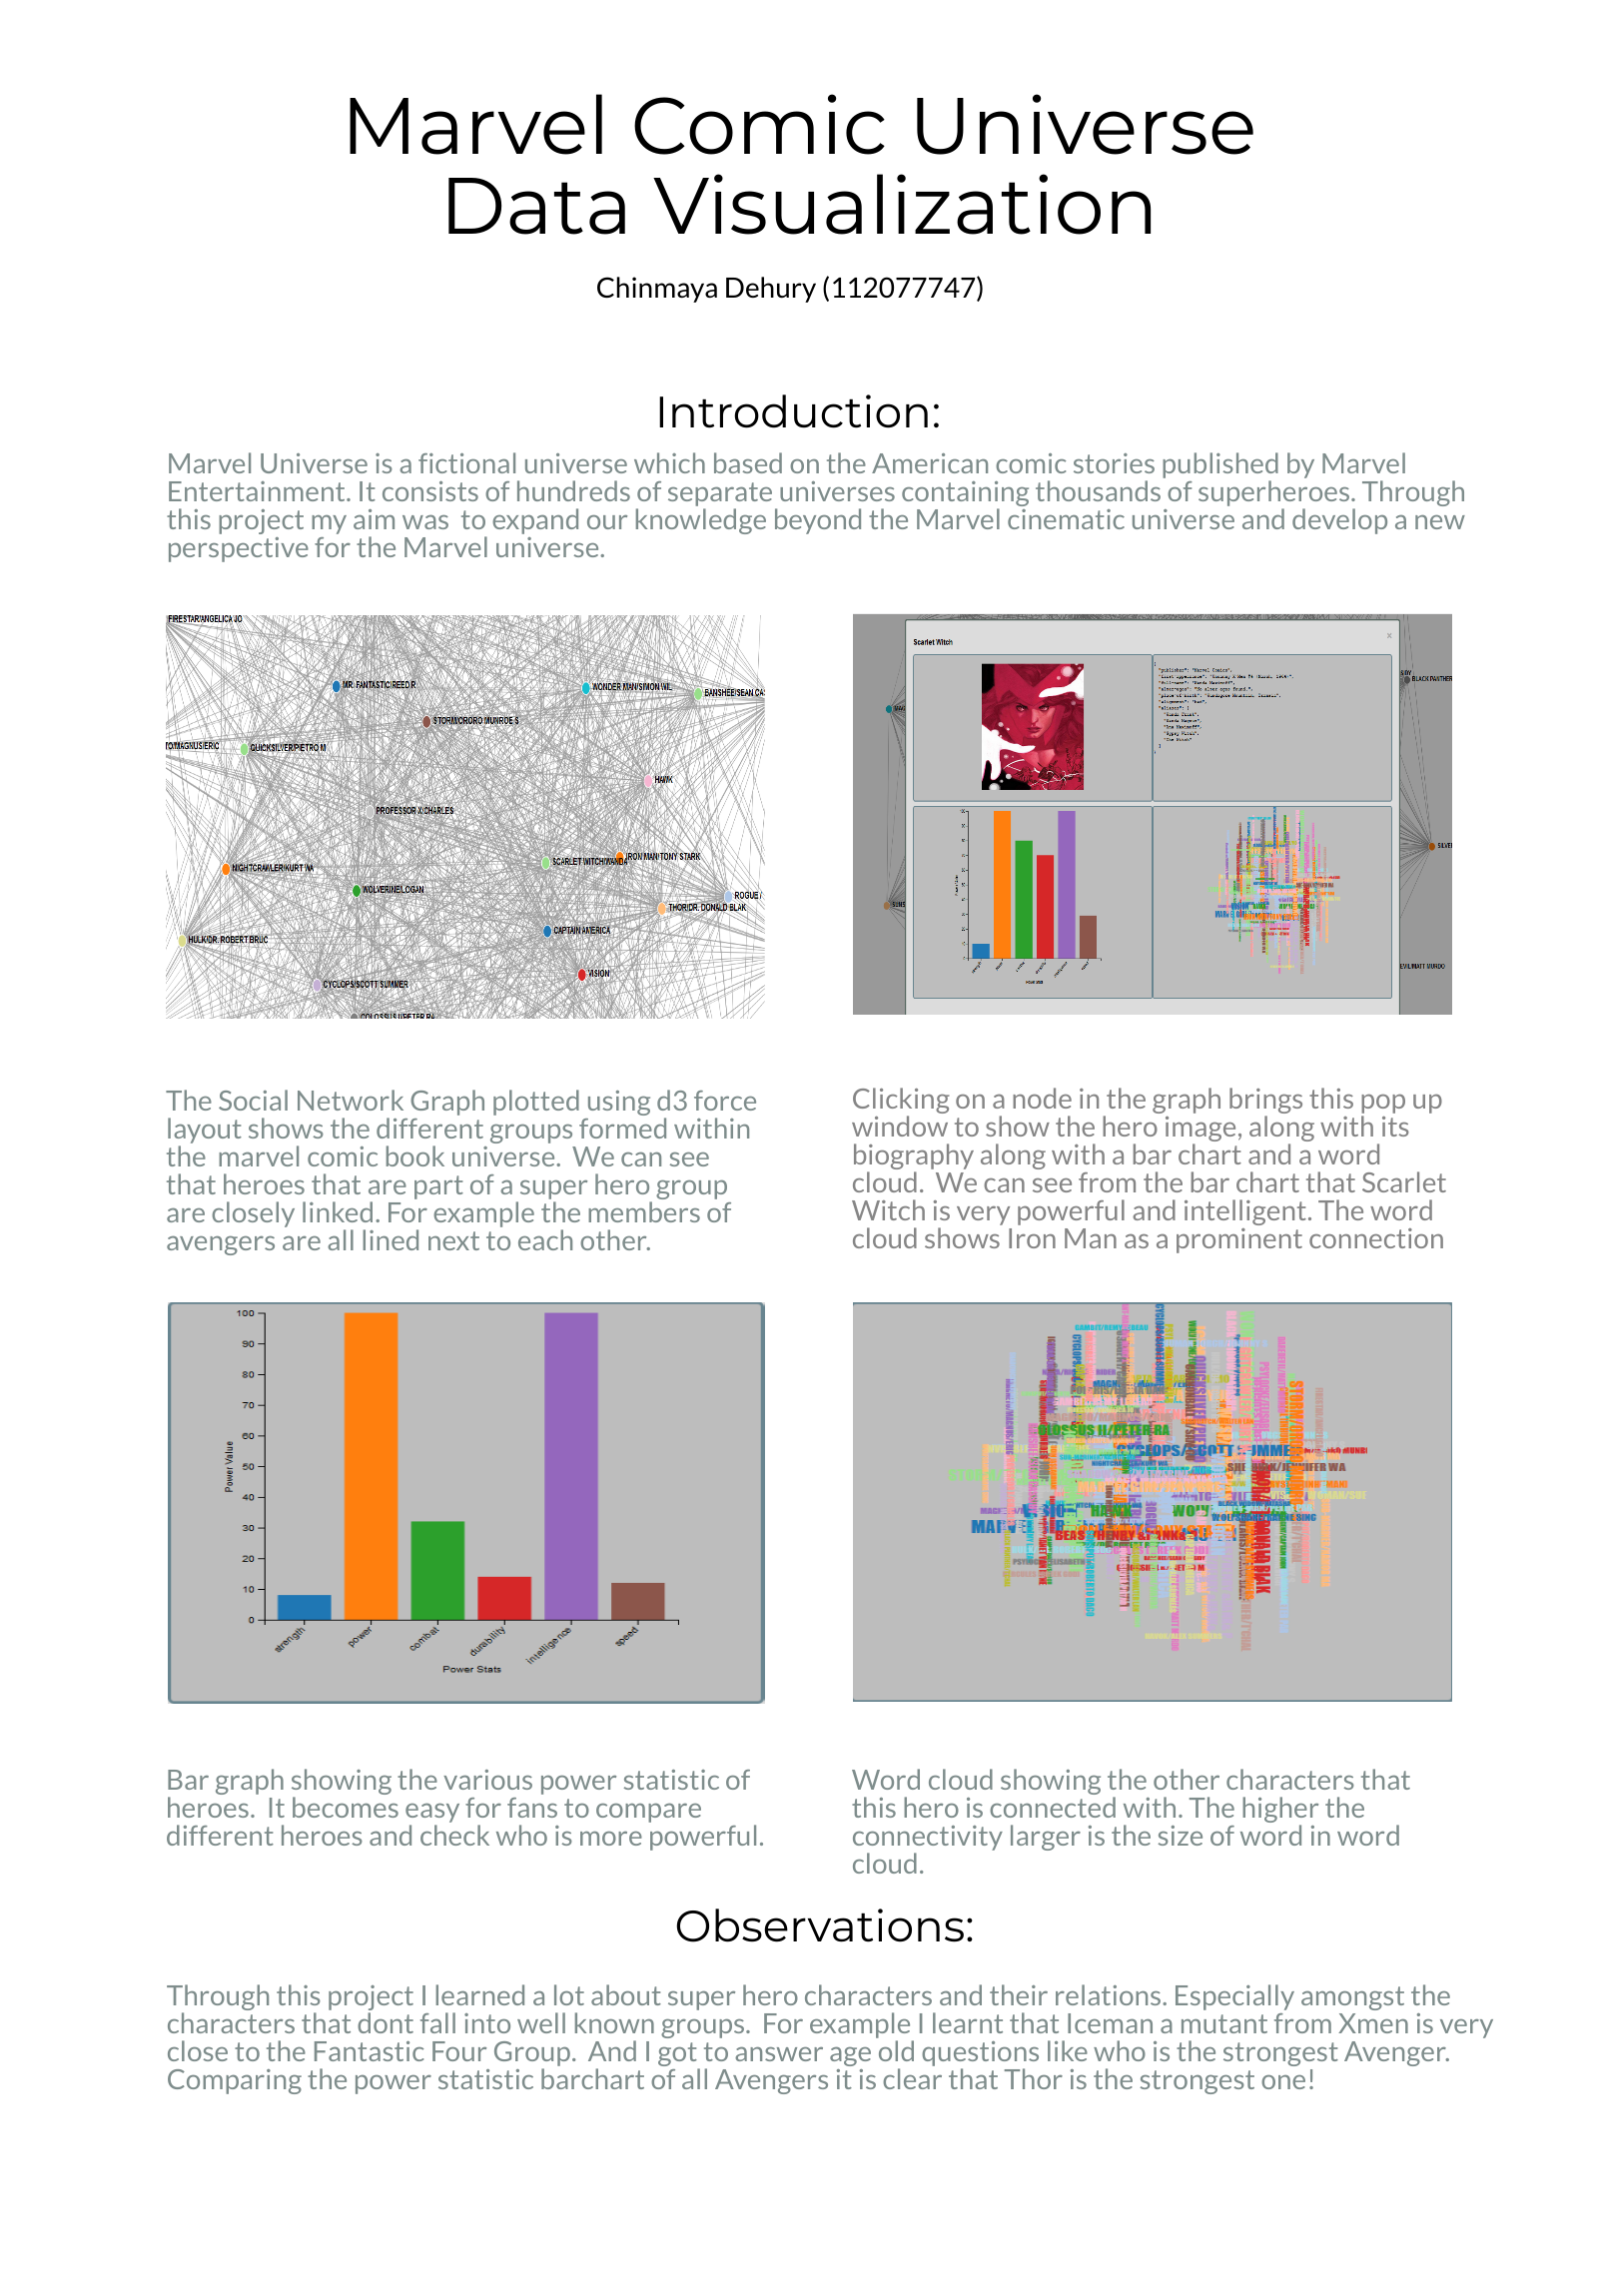 Marvel Comic Universe
Data Visualization
Chinmaya Dehury (112077747)
Introduction:
Marvel Universe is a fictional universe which based on the American comic stories published by Marvel
Entertainment. It consists of hundreds of separate universes containing thousands of superheroes. Through
this project my aim was  to expand our knowledge beyond the Marvel cinematic universe and develop a new
perspective for the Marvel universe.
FIRESTAR/ANGELICA JO
MR. FANTASTIC/REED R
WONDER MAN/SIMON WIL
BANSHEE/SEAN CA
STORM/ORORO MUNROE S
TO/MAGNUS/ERIC
QUICKSILVER/PIETRO M
HAWK
PROFESSOR X/CHARLES
SCARLET WITCH/WANDA
IRON MAN/TONY STARK
NIGHTCRAWLER/KURT WA
WOLVERINE/LOGAN
ROGUE /
THOR/DR. DONALD BLAK
CAPTAIN AMERICA
HULK/DR. ROBERT BRUC
VISION
CYCLOPS/SCOTT SUMMER
COLOSSUS II/PETER RA
Scarlet Witch
x
"publisher": "Marvel Comics",
BLACK PANTHER
MAG
SILVE
SUNS
EVIL/MATT MURDO
The Social Network Graph plotted using d3 force
layout shows the different groups formed within
the  marvel comic book universe.  We can see
that heroes that are part of a super hero group
are closely linked. For example the members of
avengers are all lined next to each other.
Clicking on a node in the graph brings this pop up
window to show the hero image, along with its
biography along with a bar chart and a word
cloud.  We can see from the bar chart that Scarlet
Witch is very powerful and intelligent. The word
cloud shows Iron Man as a prominent connection
100
90
80
70
60
50
40
30
20
10
0
Power Value
strength
power
combat
durability
intelligence
speed
Power Stats
COLOSSUS II/PETER RA
CYCLOPS/SCOTT SUMME
HAWK
Bar graph showing the various power statistic of
heroes.  It becomes easy for fans to compare
different heroes and check who is more powerful.
Word cloud showing the other characters that
this hero is connected with. The higher the
connectivity larger is the size of word in word
cloud.
Observations:
Through this project I learned a lot about super hero characters and their relations. Especially amongst the
characters that dont fall into well known groups.  For example I learnt that Iceman a mutant from Xmen is very
close to the Fantastic Four Group.  And I got to answer age old questions like who is the strongest Avenger.
Comparing the power statistic barchart of all Avengers it is clear that Thor is the strongest one!